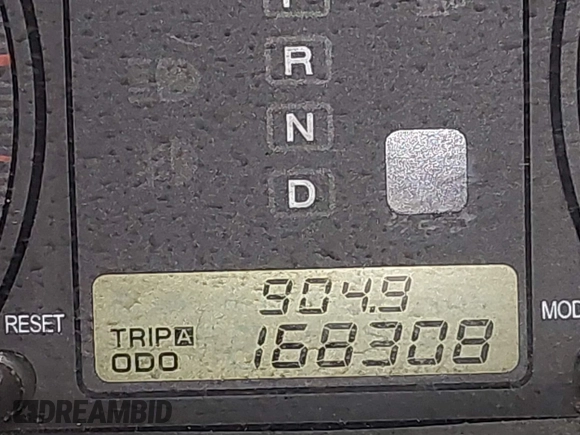 R
N
D
904.9
RESET
MOD
TRIP A
ODO 168308
DREAMBID